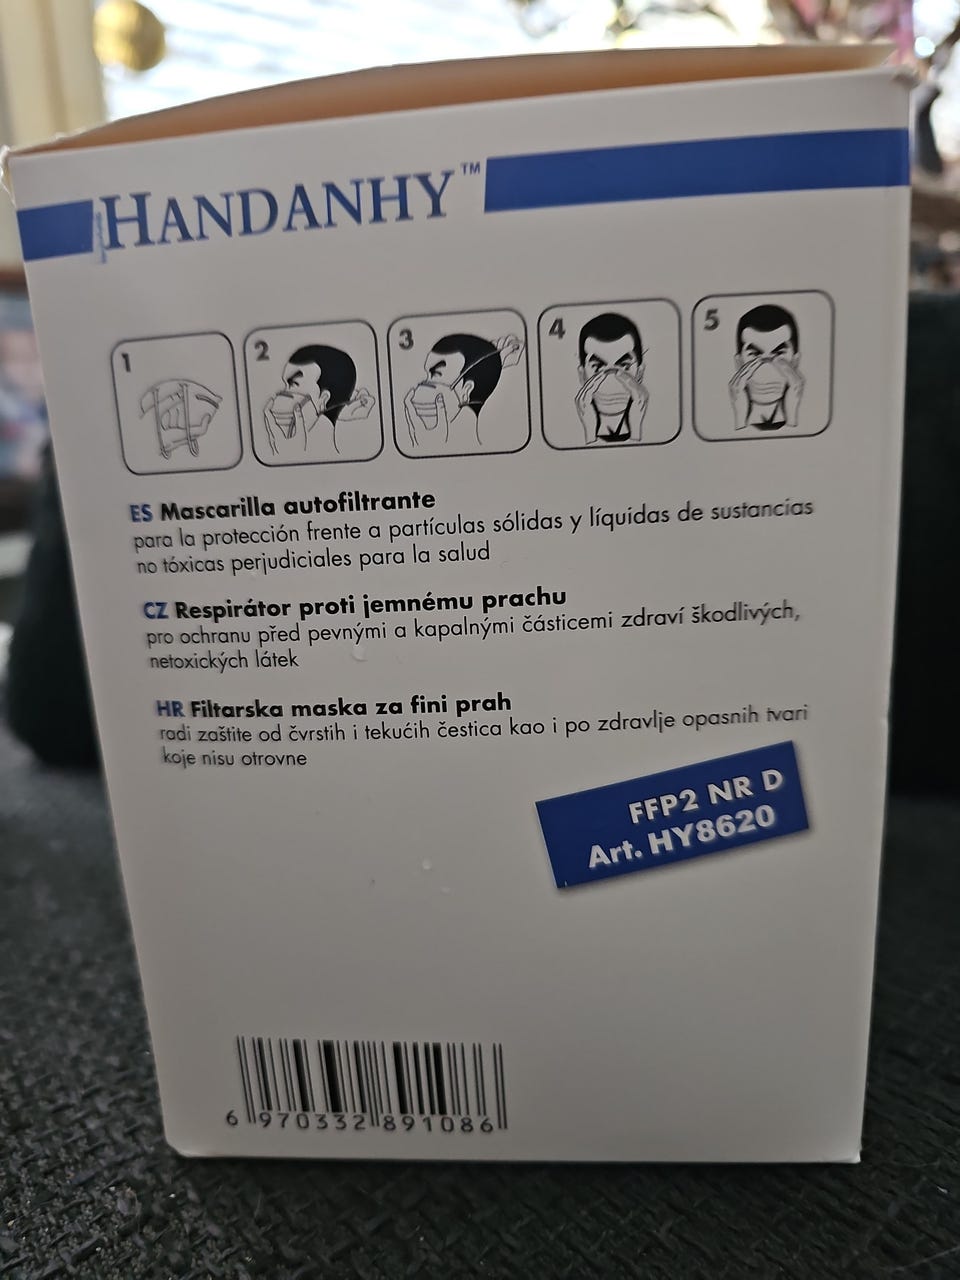 HANDANHY™
1
2
3
4
5
ES Mascarilla autofiltrante
para la protección frente a partículas sólidas y líquidas de sustancias
no tóxicas perjudiciales para la salud
CZ Respirátor proti jemnému prachu
pro ochranu před pevnými a kapalnými částicemi zdraví škodlivých,
netoxických látek
HR Filtarska maska za fini prah
radi zaštite od čvrstih i tekućih čestica kao i po zdravlje opasnih tvari
koje nisu otrovne
FFP2 NR D
Art. HY8620
6 970332 891086